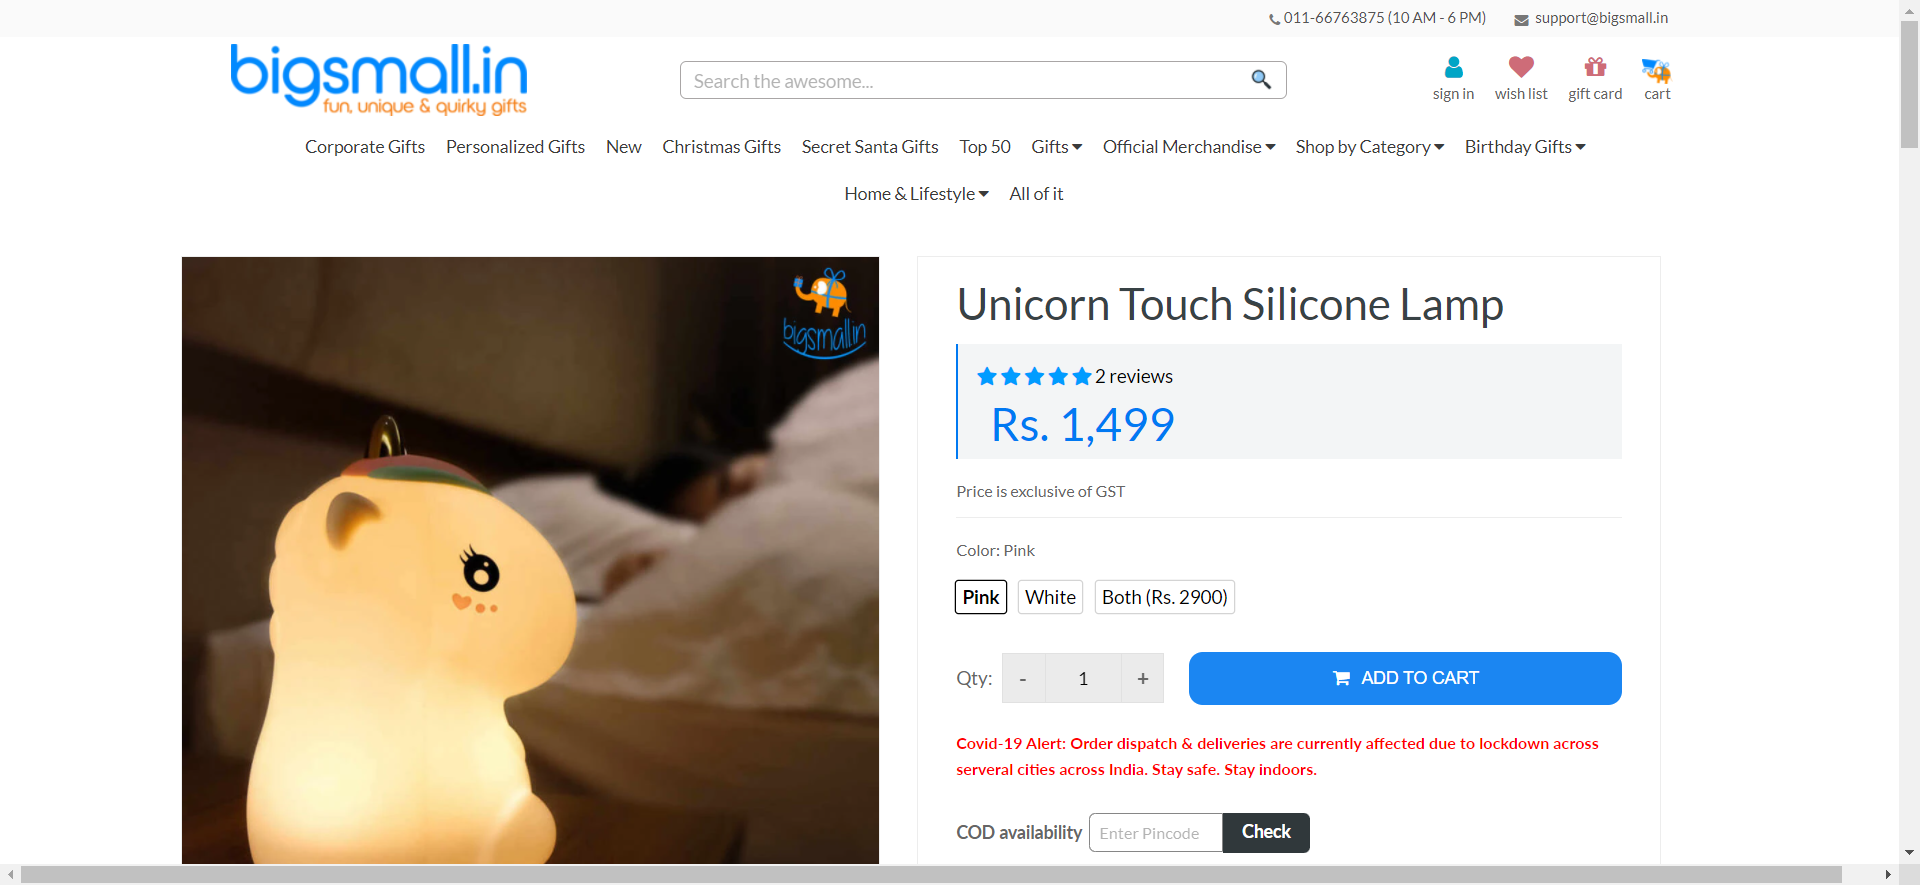 011-66763875 (10 AM - 6 PM) support@bigsmall.in
bigsmall.in
fun, unique & quirky gifts
Search the awesome...
sign in wish list gift card cart
Corporate Gifts Personalized Gifts New Christmas Gifts Secret Santa Gifts Top 50 Gifts Official Merchandise Shop by Category Birthday Gifts
Home & Lifestyle All of it
bigsmall.in
Unicorn Touch Silicone Lamp
2 reviews
Rs. 1,499
Price is exclusive of GST
Color: Pink
Pink White Both (Rs. 2900)
Qty: - 1 + ADD TO CART
Covid-19 Alert: Order dispatch & deliveries are currently affected due to lockdown across
serveral cities across India. Stay safe. Stay indoors.
COD availability Enter Pincode Check